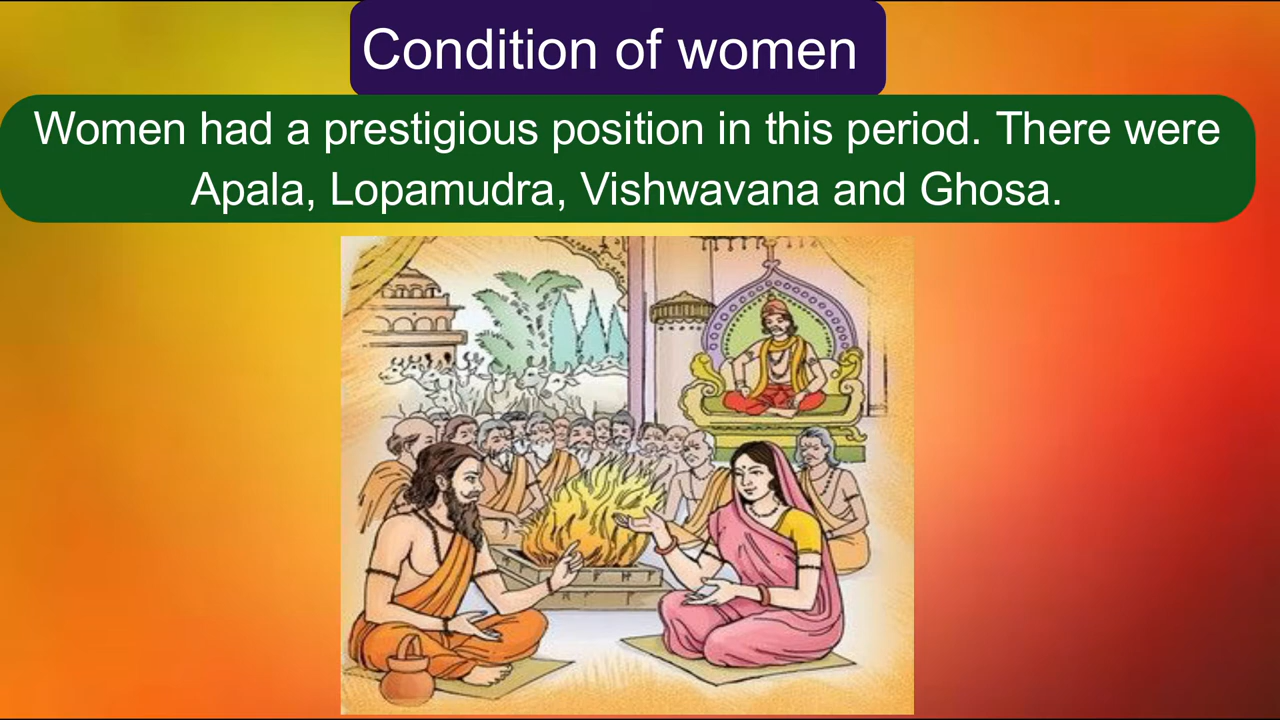 Condition of women
Women had a prestigious position in this period. There were
Apala, Lopamudra, Vishwavana and Ghosa.